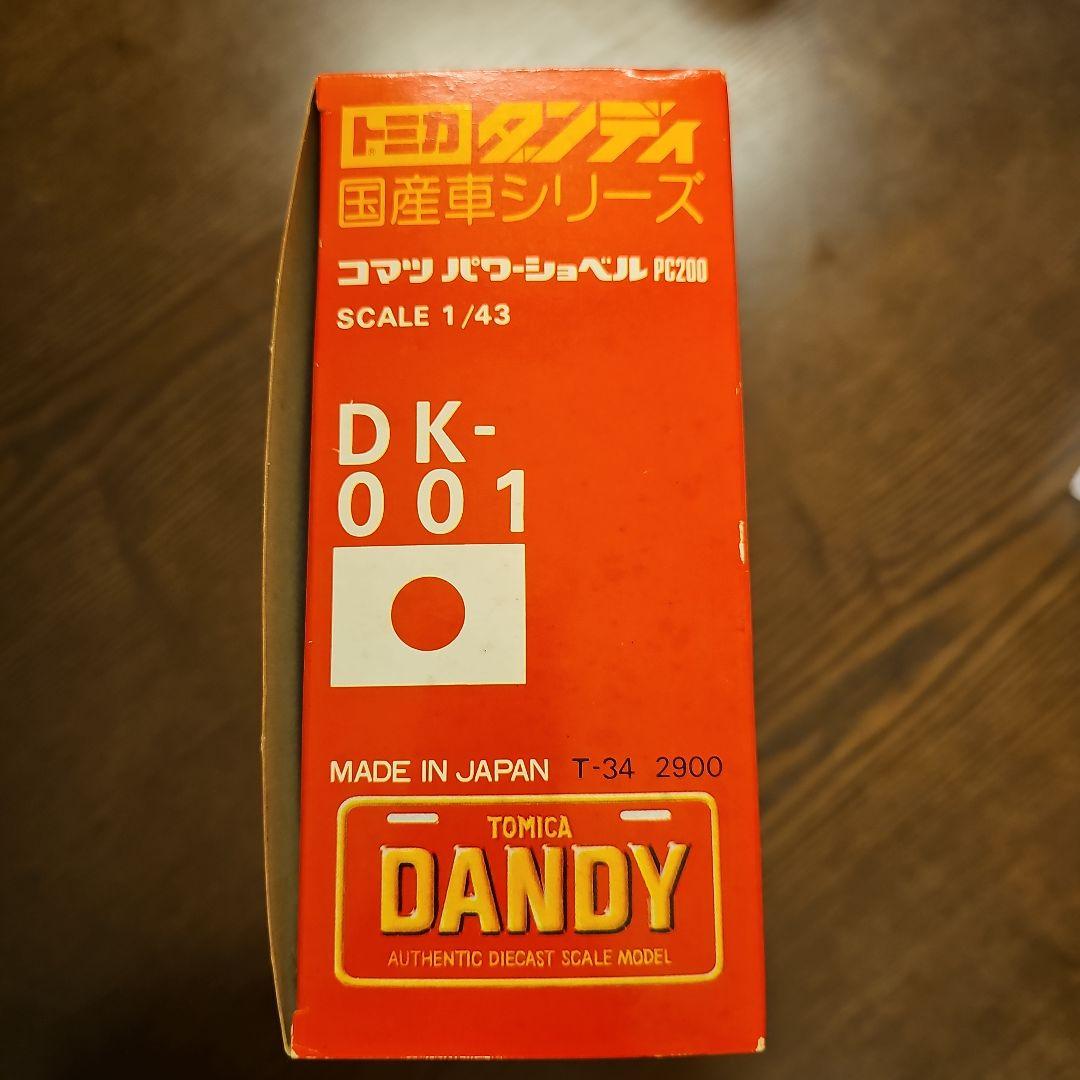 トミカ® ダンディ
国産車シリーズ
コマツ パワーショベル PC200
SCALE 1/43
DK-
001
MADE IN JAPAN T-34 2900
TOMICA
DANDY
AUTHENTIC DIECAST SCALE MODEL